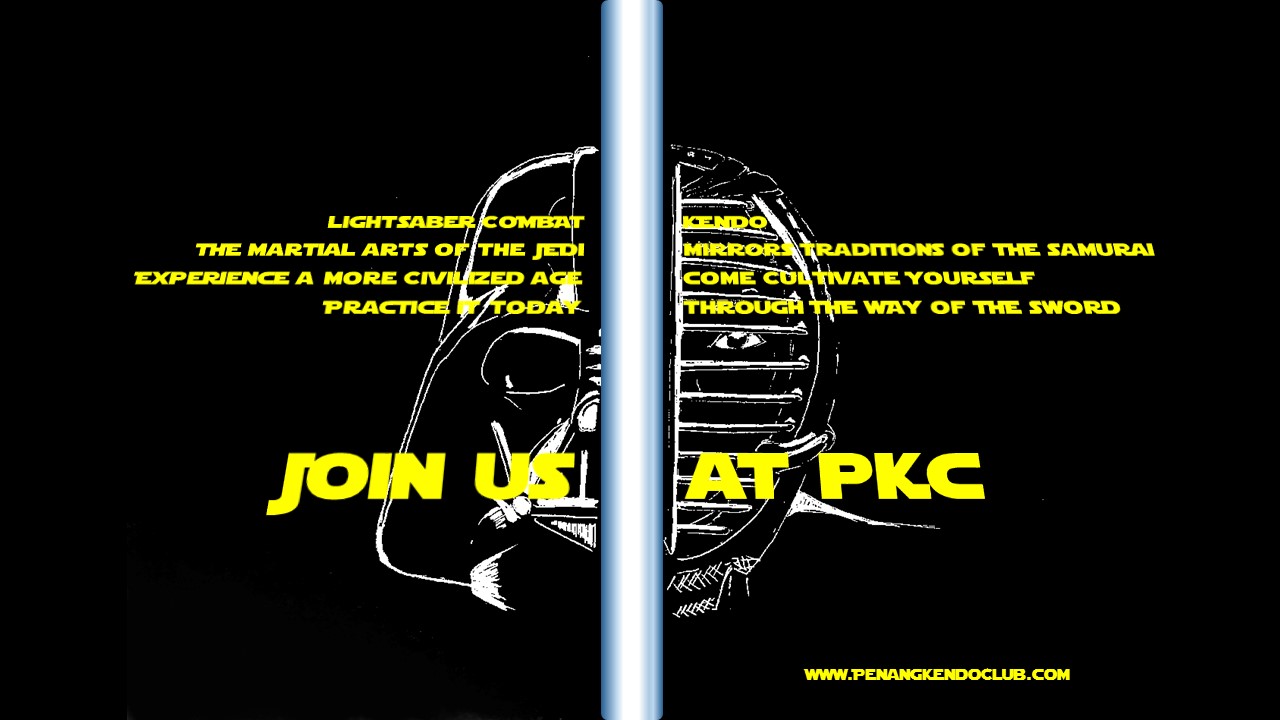 LIGHTSABER COMBAT
THE MARTIAL ARTS OF THE JEDI
EXPERIENCE A MORE CIVILIZED AGE
PRACTICE IT TODAY
KENDO
MIRRORS TRADITIONS OF THE SAMURAI
COME CULTIVATE YOURSELF
THROUGH THE WAY OF THE SWORD
JOIN US AT PKC
WWW.PENANGKENDOCLUB.COM